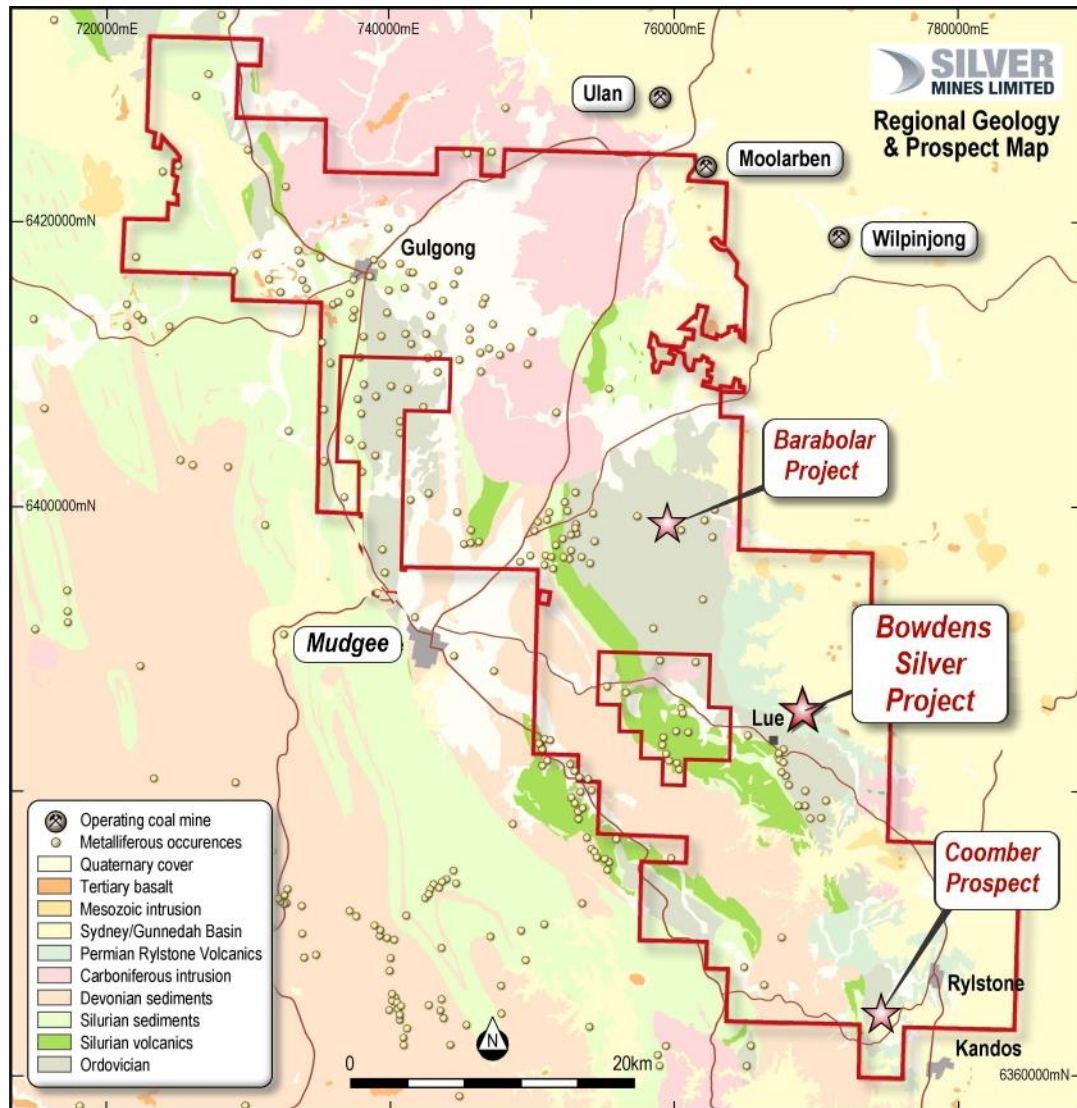 720000mE
740000mE
760000mE
780000mE
SILVER
MINES LIMITED
Regional Geology
& Prospect Map
Ulan
Moolarben
Wilpinjong
6420000mN
Gulgong
Barabolar
Project
6400000mN
Mudgee
Bowdens
Silver
Project
Lue
Coomber
Prospect
Rylstone
Kandos
6360000mN
Operating coal mine
Metalliferous occurences
Quaternary cover
Tertiary basalt
Mesozoic intrusion
Sydney/Gunnedah Basin
Permian Rylstone Volcanics
Carboniferous intrusion
Devonian sediments
Silurian sediments
Silurian volcanics
Ordovician
N
0
20km